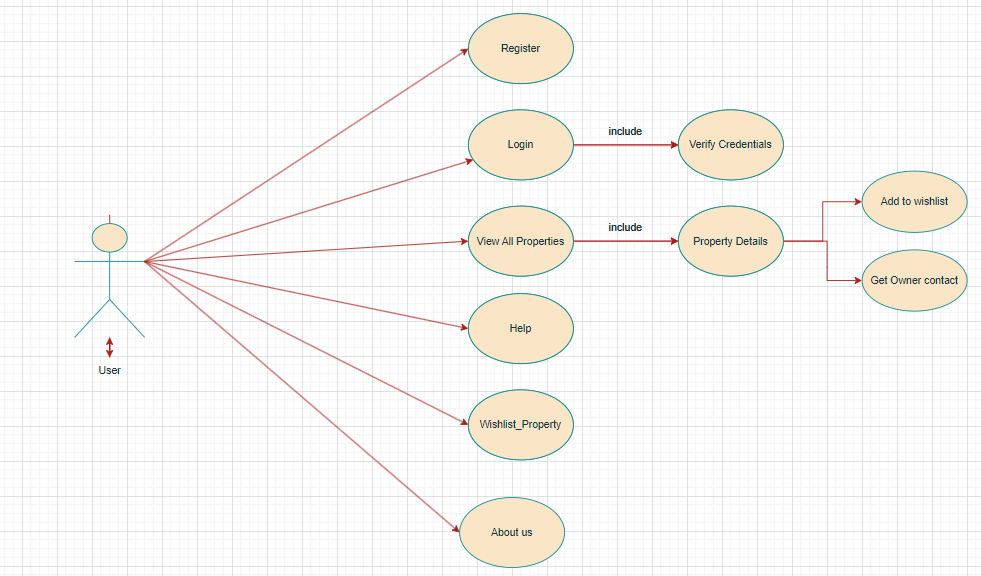 Register
Login
include
Verify Credentials
Add to wishlist
View All Properties
include
Property Details
Get Owner contact
Help
User
Wishlist_Property
About us